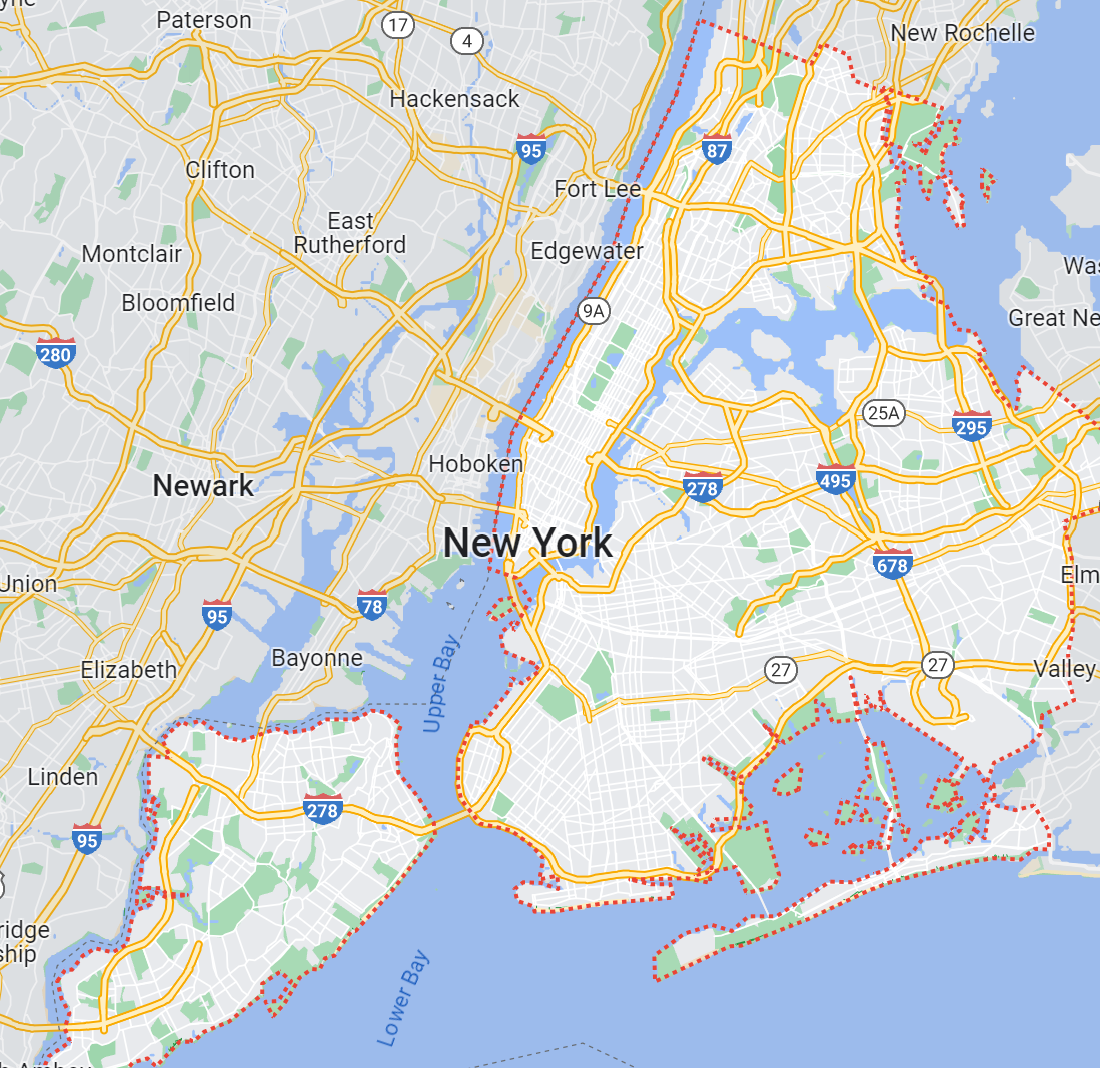 Paterson
17
4
New Rochelle
Hackensack
95
87
Clifton
Fort Lee
East
Rutherford
Montclair
Edgewater
Bloomfield
9A
Great Ne
280
25A
295
Hoboken
Newark
278
495
New York
678
Union
Elm
95
78
Elizabeth
Bayonne
27
27
Valley
Upper Bay
Linden
278
95
ridge
ship
Lower Bay